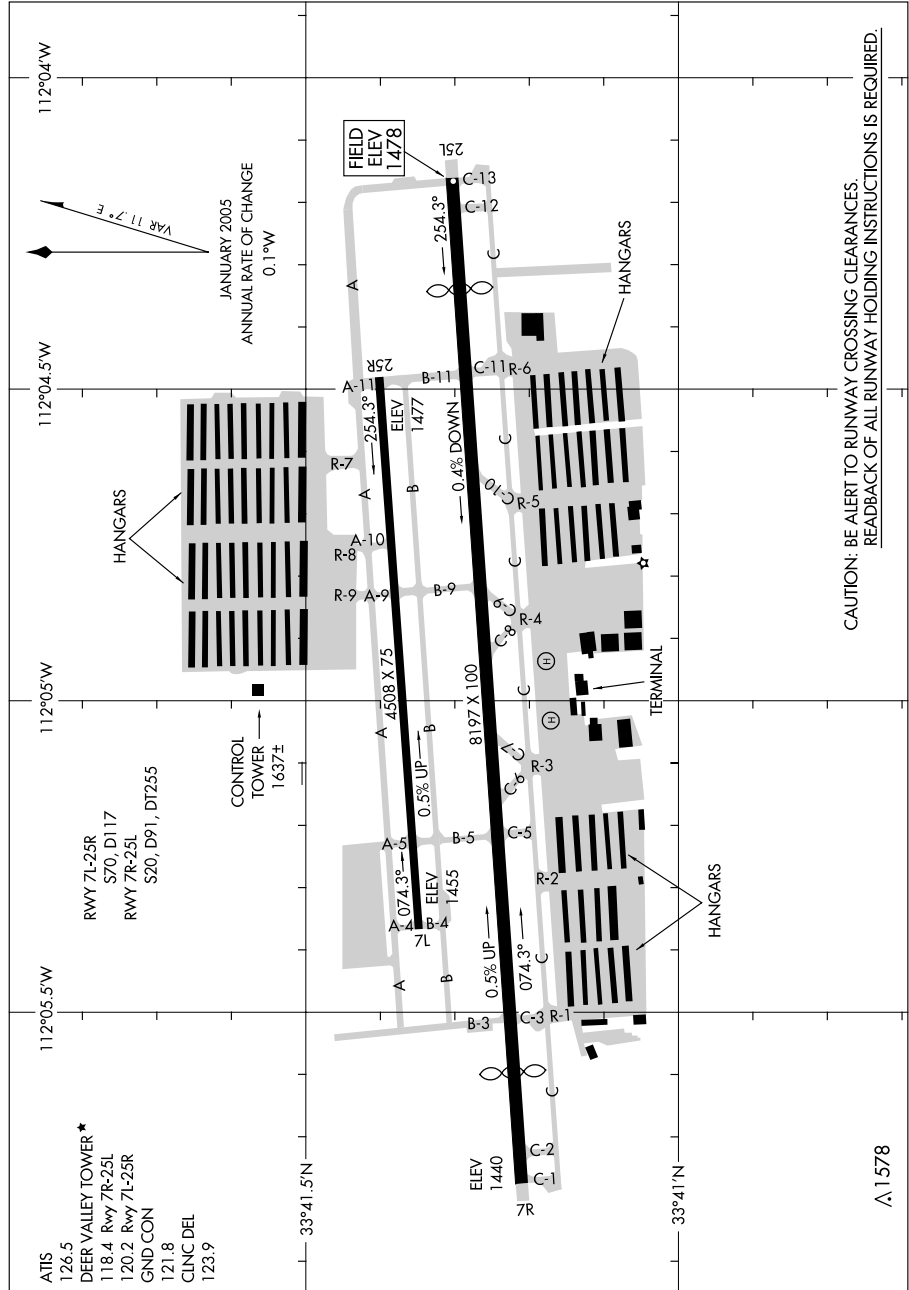 ATIS
126.5
DEER VALLEY TOWER★
118.4 Rwy 7R-25L
120.2 Rwy 7L-25R
GND CON
121.8
CLNC DEL
123.9
RWY 7L-25R
S70, D117
RWY 7R-25L
S20, D91, DT255
CONTROL
TOWER
1637±
HANGARS
JANUARY 2005
ANNUAL RATE OF CHANGE
0.1°W
VAR 11.7° E
112°05.5'W
112°05'W
112°04.5'W
112°04'W
FIELD
ELEV
1478
R-9
R-8
R-7
A-9
A-10
A-11
25R
A
A
A
A
A-5
A-4
7L
B-4
074.3°
ELEV
1455
0.5% UP
4508 X 75
254.3°
ELEV
1477
B
B
B
B-3
B-5
B-9
B-11
33°41.5'N
ELEV
1440
7R
0.5% UP
074.3°
8197 X 100
0.4% DOWN
254.3°
25L
C-1
C-2
C-3
C-5
C-6
C-7
C-8
C-9
C-10
C-11
C-12
C-13
C
C
C
C
C
C
R-1
R-2
R-3
R-4
R-5
R-6
H
H
HANGARS
TERMINAL
HANGARS
33°41'N
CAUTION: BE ALERT TO RUNWAY CROSSING CLEARANCES.
READBACK OF ALL RUNWAY HOLDING INSTRUCTIONS IS REQUIRED.
A1578